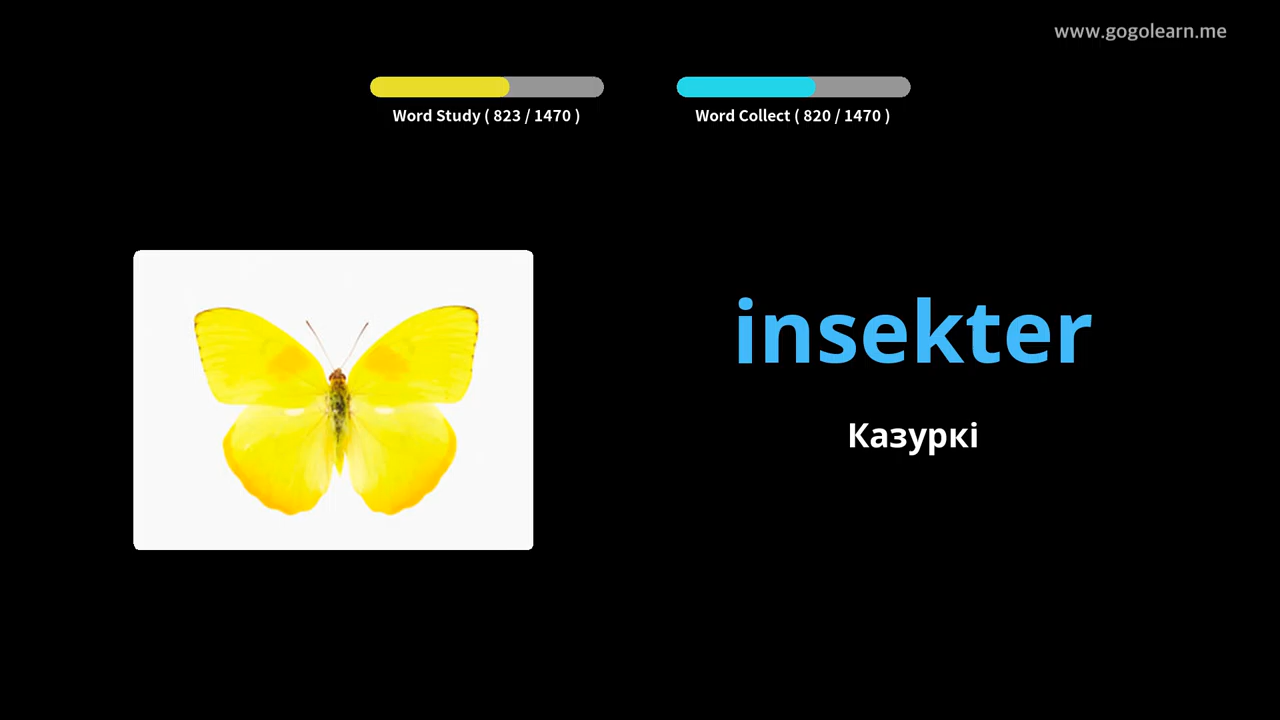 www.gogolearn.me
Word Study ( 823 / 1470 )
Word Collect ( 820 / 1470 )
insekter
Казуркі